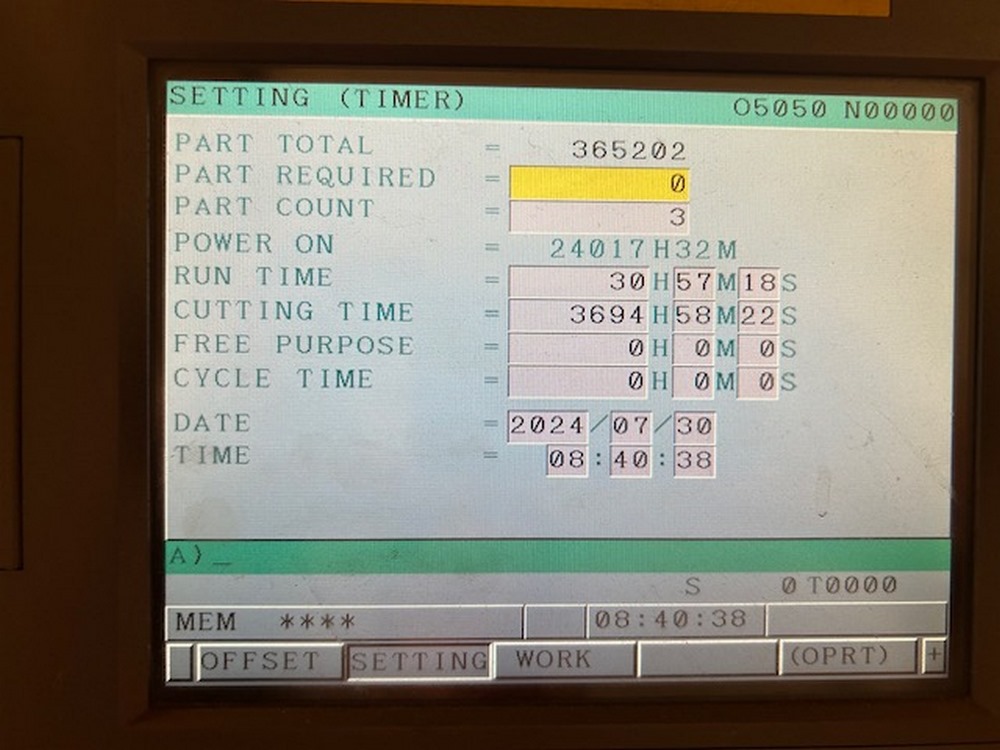 SETTING (TIMER) O5050 N00000
PART TOTAL = 365202
PART REQUIRED = 0
PART COUNT = 3
POWER ON = 24017H32M
RUN TIME = 30H57M18S
CUTTING TIME = 3694H58M22S
FREE PURPOSE = 0H 0M 0S
CYCLE TIME = 0H 0M 0S
DATE = 2024/07/30
TIME = 08:40:38
A)_
S 0 T0000
MEM **** 08:40:38
OFFSET SETTING WORK (OPRT) +